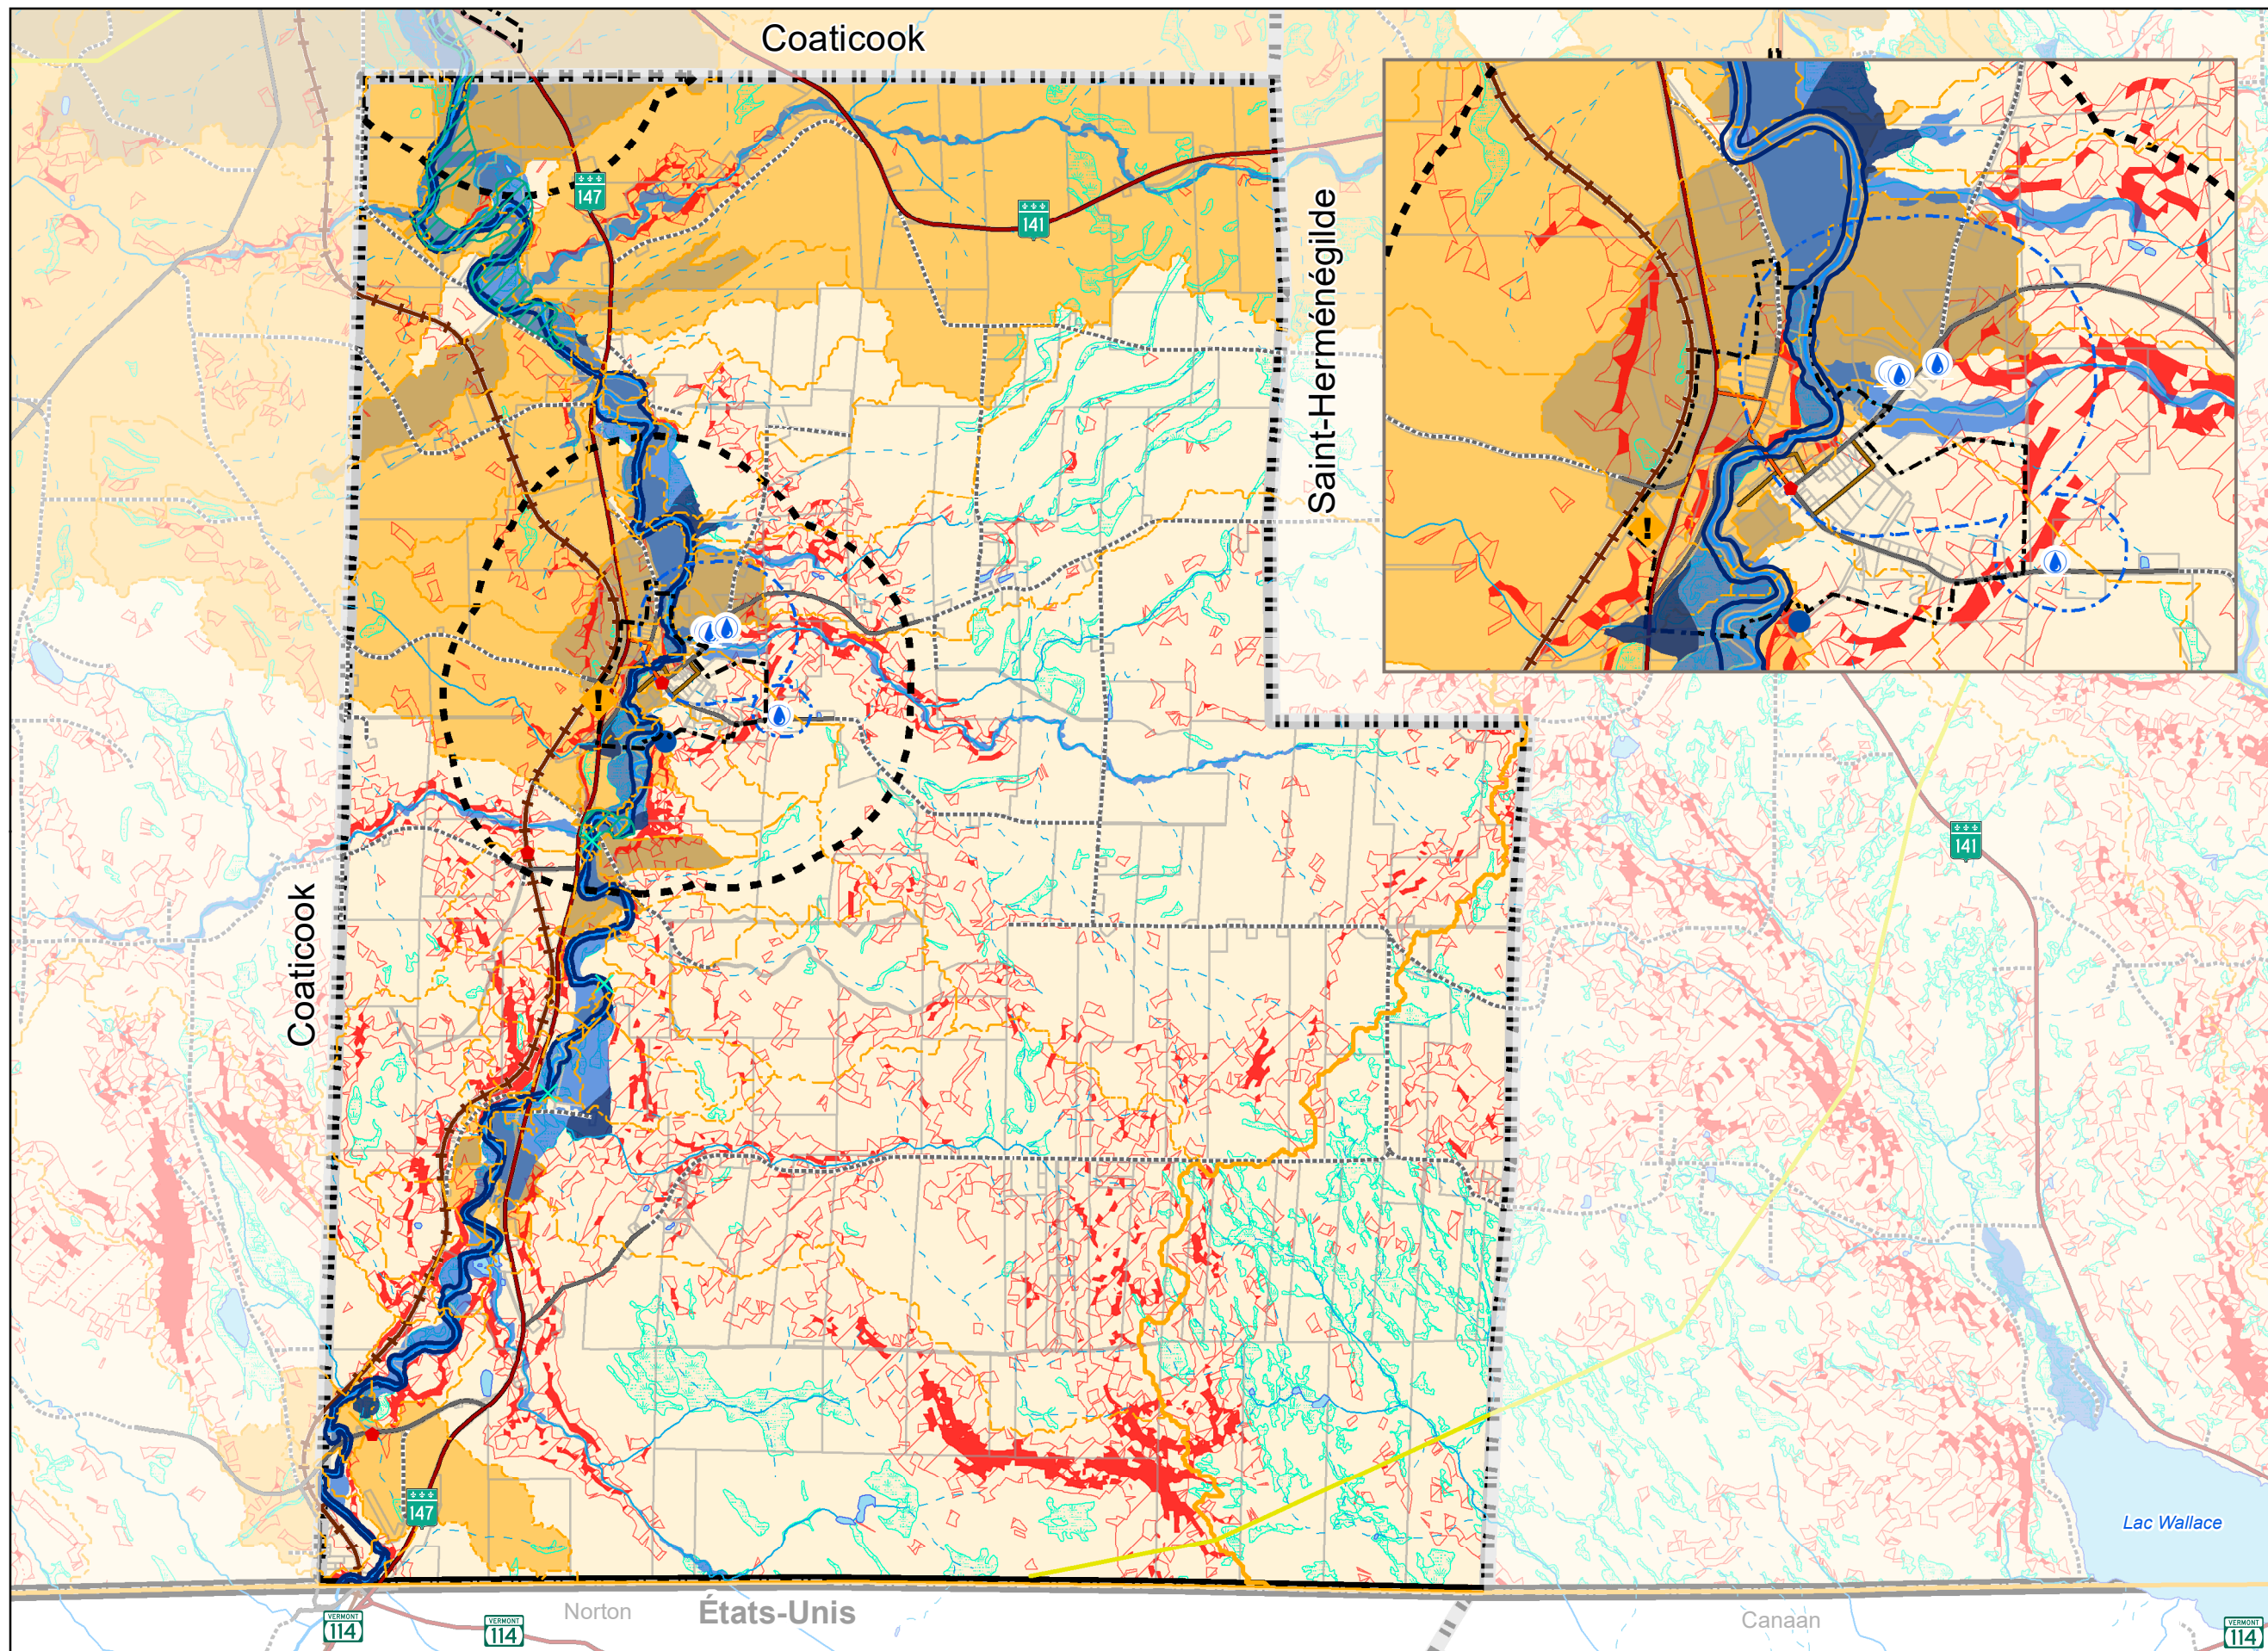 Coaticook
147
141
Saint-Herménégilde
!
!
141
Coaticook
147
Lac Wallace
Norton
États-Unis
Canaan
VERMONT
114
VERMONT
114
VERMONT
114